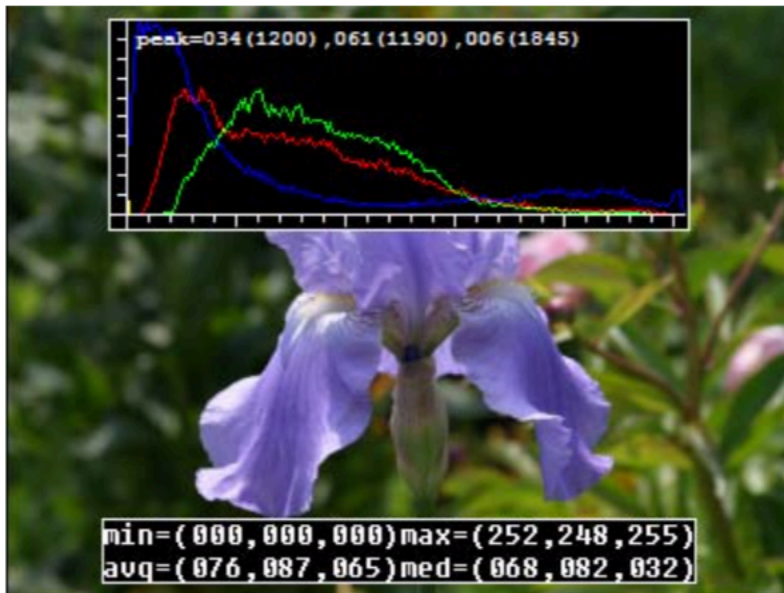 peak=034(1200),061(1190),006(1845)
min=(000,000,000)max=(252,248,255)
avg=(076,087,065)med=(068,082,032)